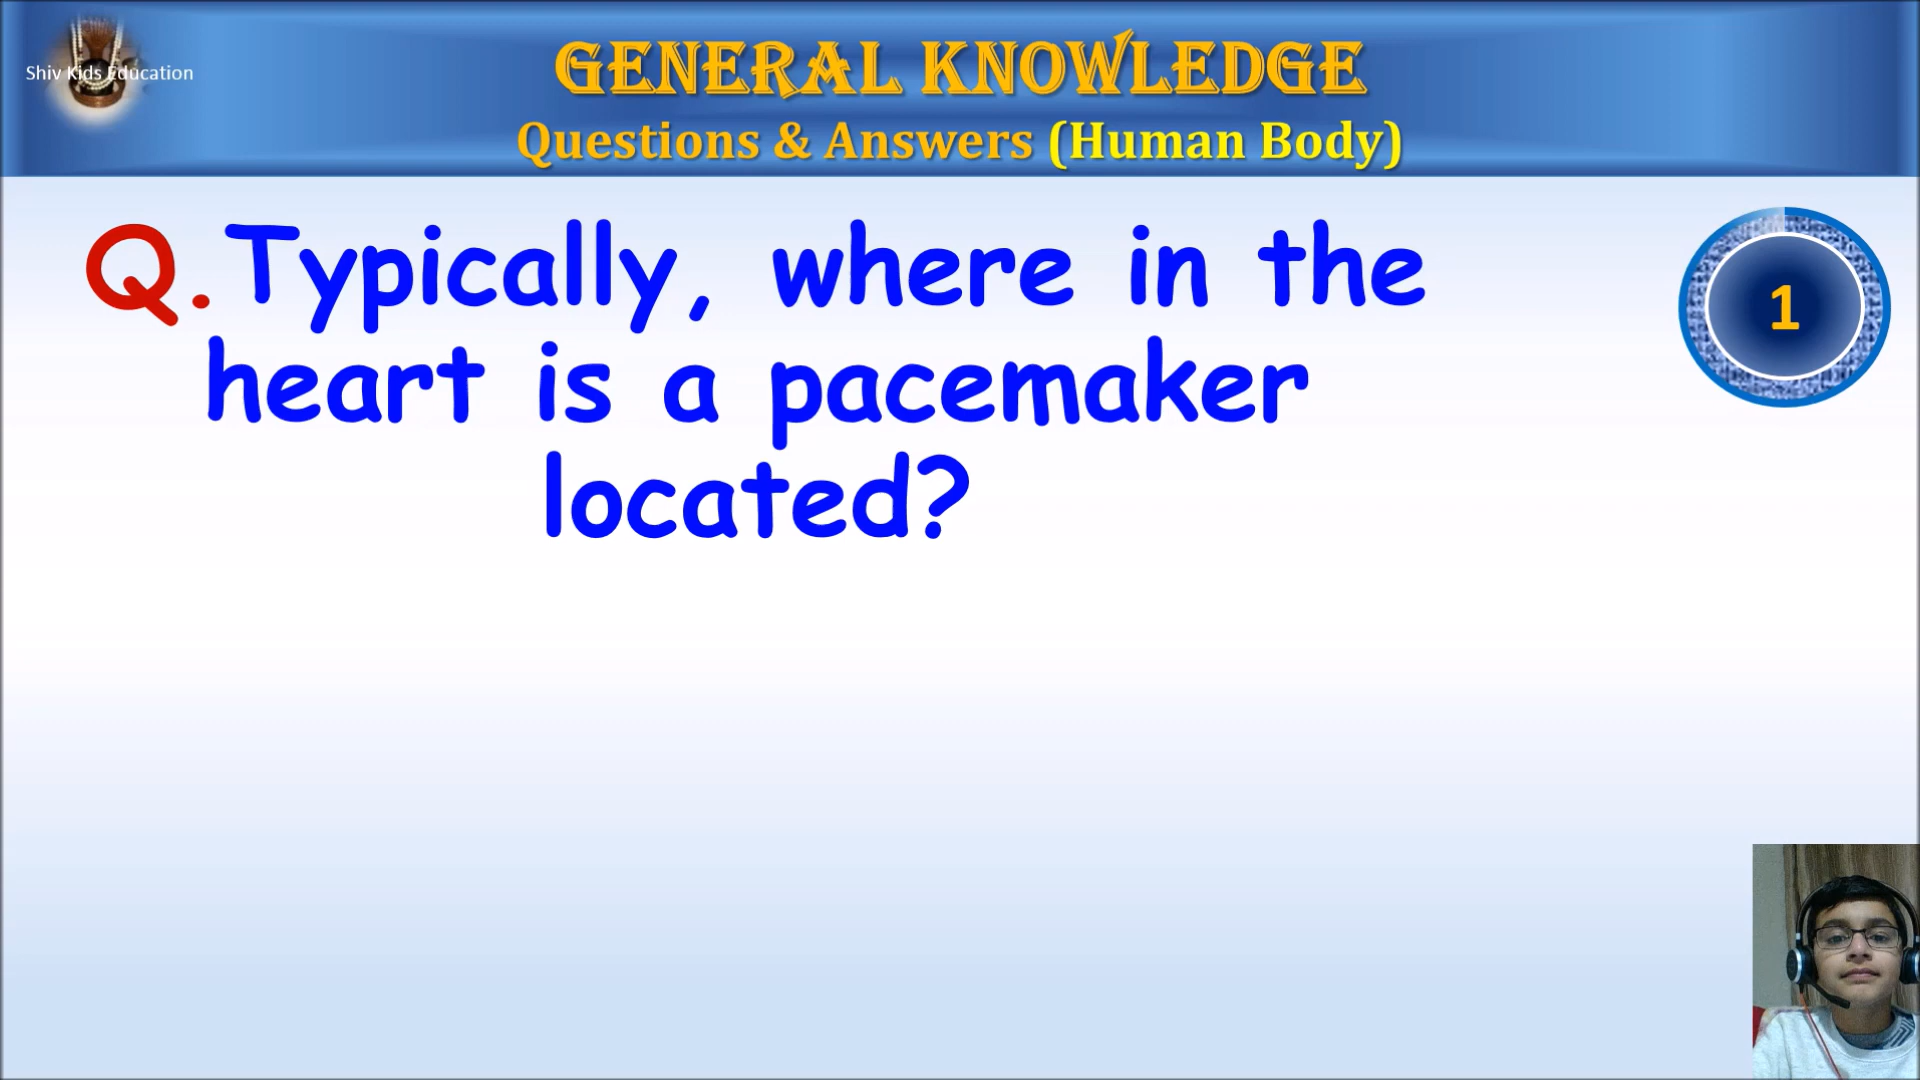 Shiv Kids Education
GENERAL KNOWLEDGE
Questions & Answers (Human Body)
Q.Typically, where in the
heart is a pacemaker
located?
1